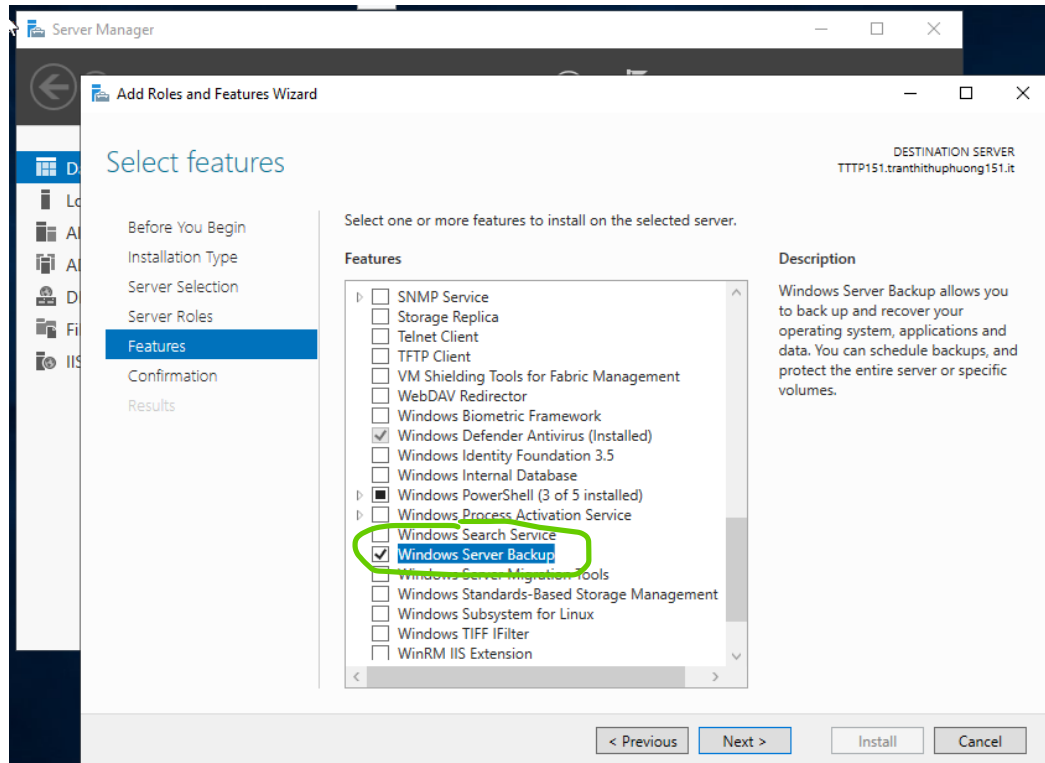 Server Manager
Add Roles and Features Wizard
Select features
DESTINATION SERVER
TTTP151.tranthithuphuong151.it
Before You Begin
Installation Type
Server Selection
Server Roles
Features
Confirmation
Results
Select one or more features to install on the selected server.
Features
SNMP Service
Storage Replica
Telnet Client
TFTP Client
VM Shielding Tools for Fabric Management
WebDAV Redirector
Windows Biometric Framework
Windows Defender Antivirus (Installed)
Windows Identity Foundation 3.5
Windows Internal Database
Windows PowerShell (3 of 5 installed)
Windows Process Activation Service
Windows Search Service
Windows Server Backup
Windows Server Migration Tools
Windows Standards-Based Storage Management
Windows Subsystem for Linux
Windows TIFF IFilter
WinRM IIS Extension
Description
Windows Server Backup allows you
to back up and recover your
operating system, applications and
data. You can schedule backups, and
protect the entire server or specific
volumes.
< Previous
Next >
Install
Cancel